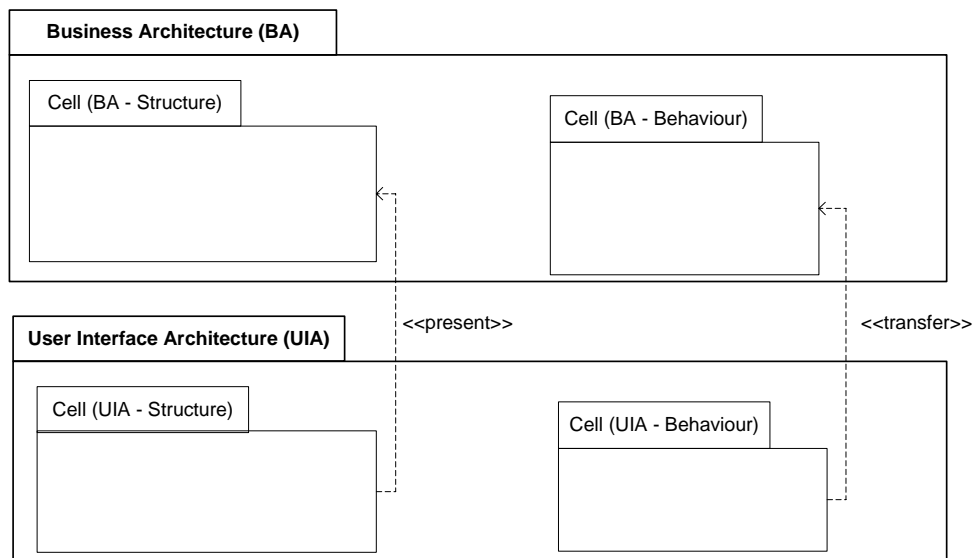 Business Architecture (BA)
Cell (BA - Structure)
Cell (BA - Behaviour)
<<present>>
<<transfer>>
User Interface Architecture (UIA)
Cell (UIA - Structure)
Cell (UIA - Behaviour)